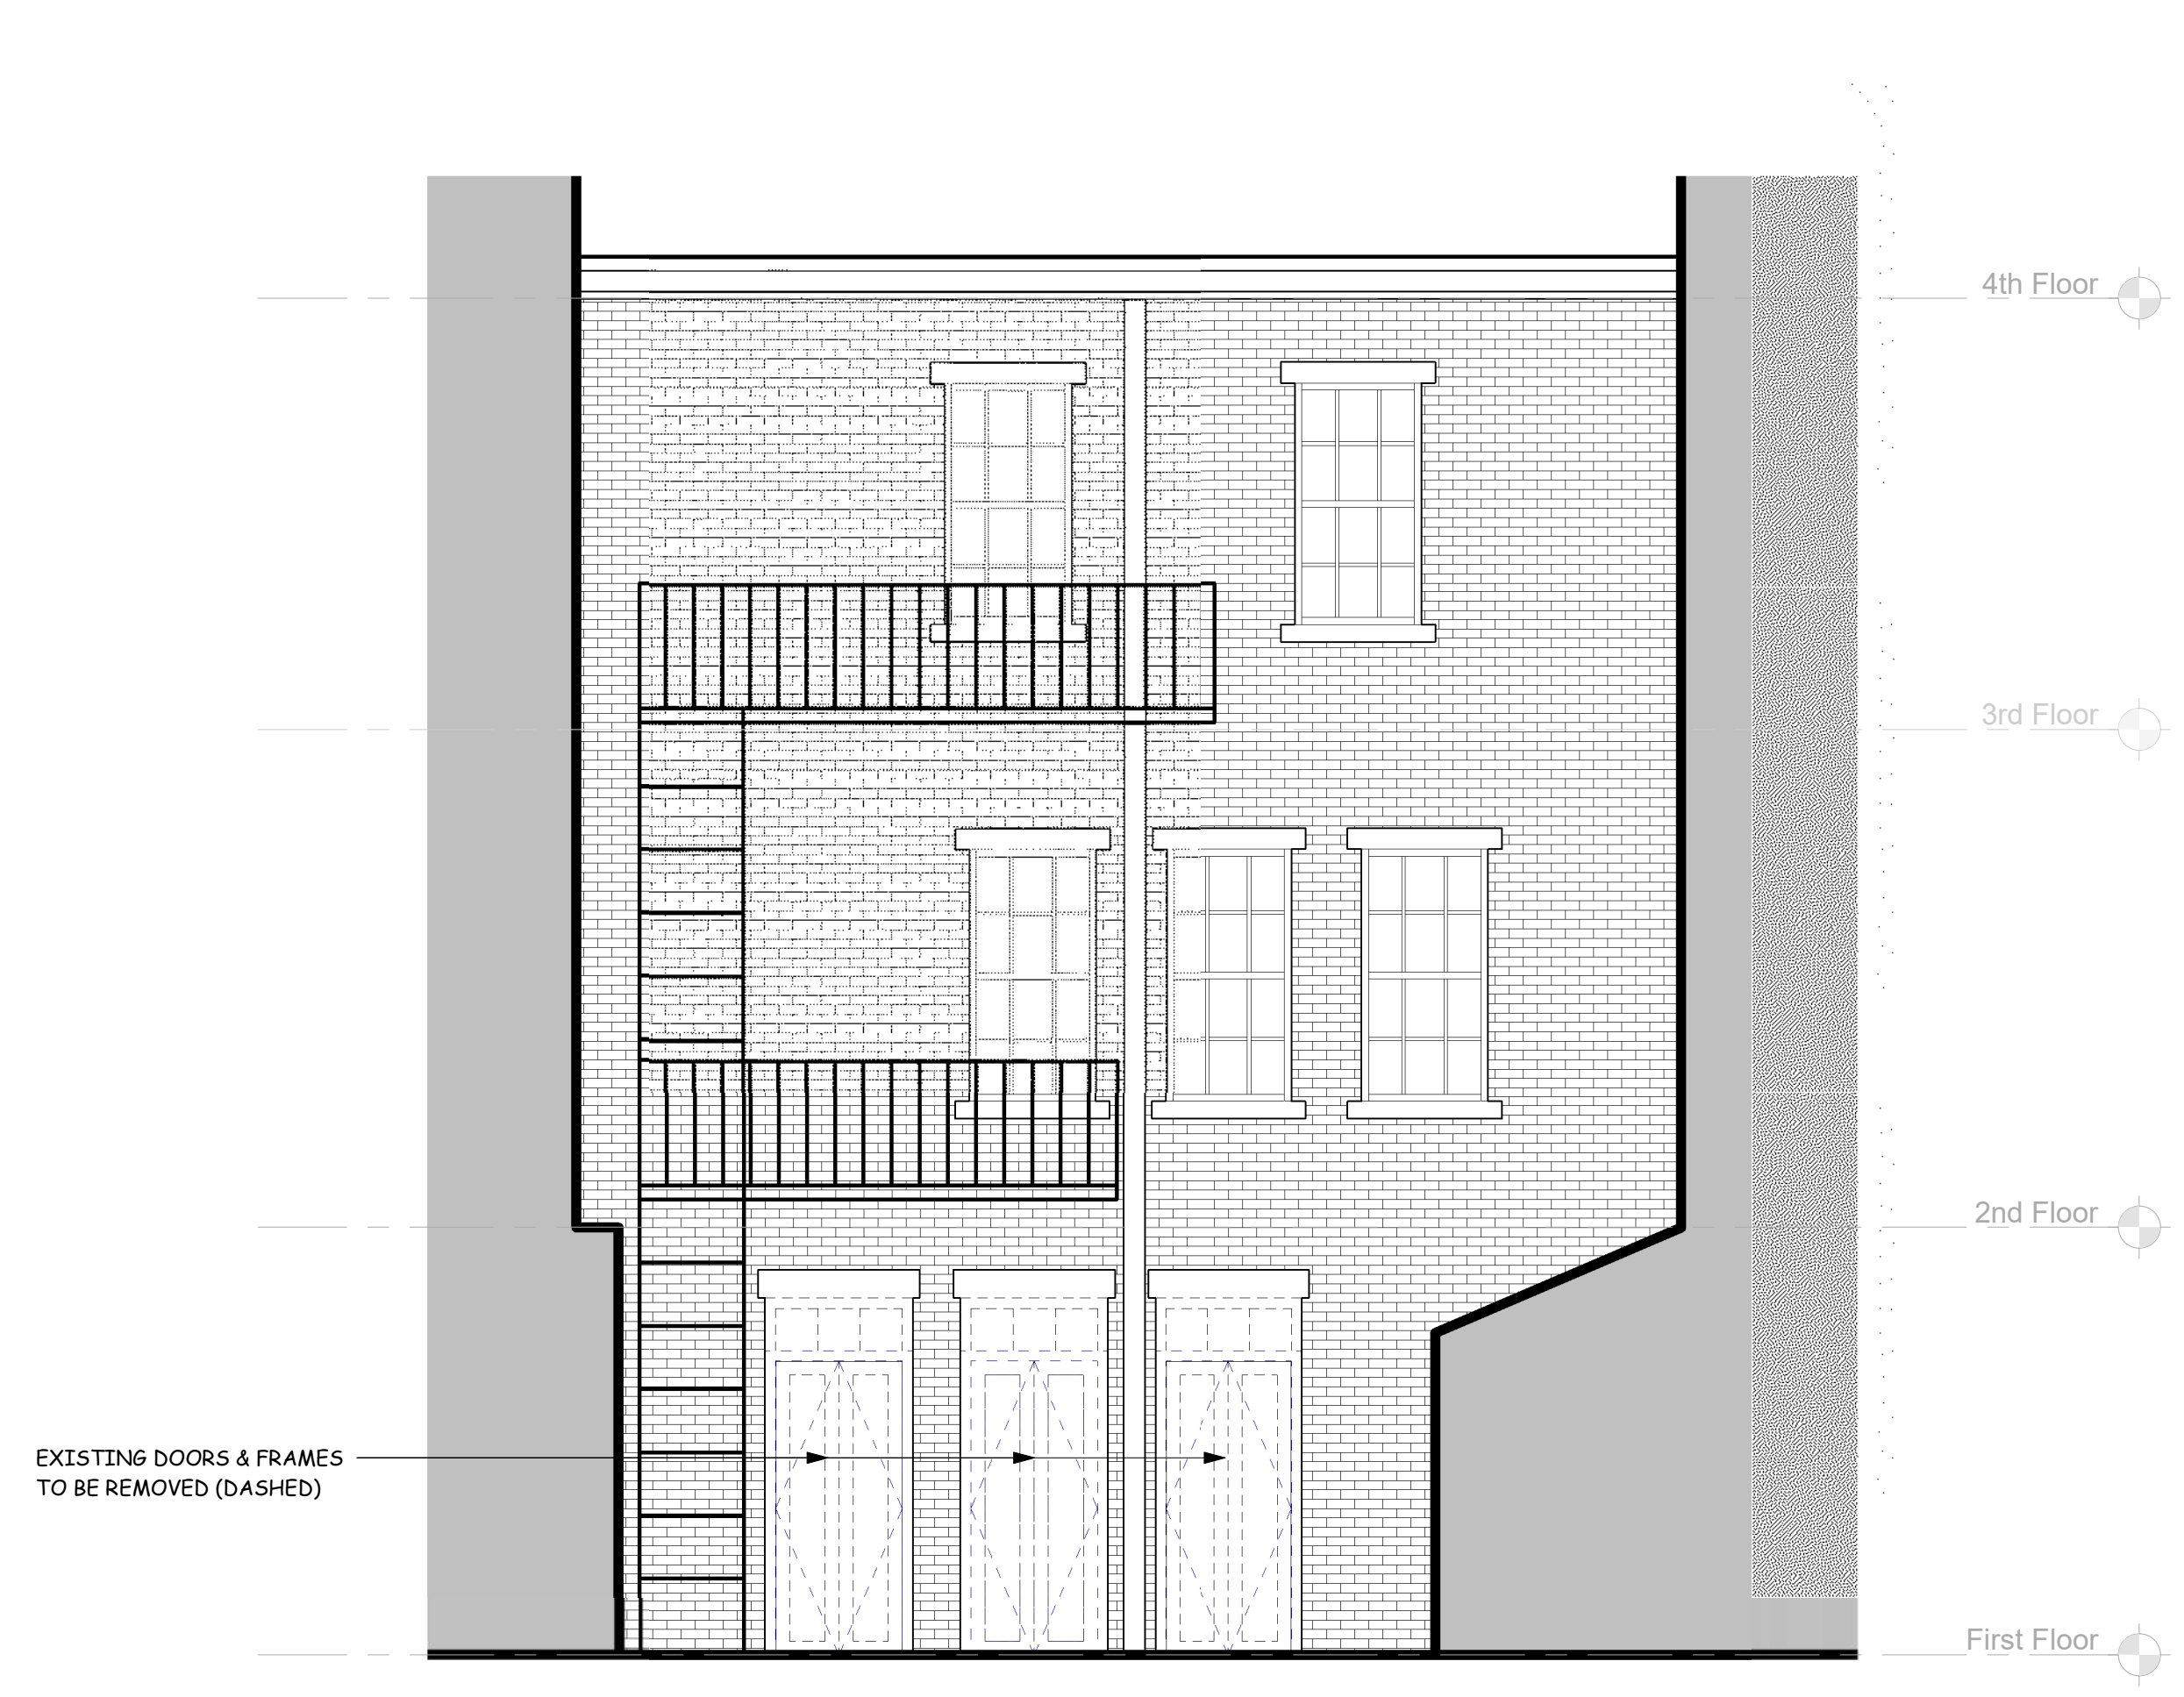 4th Floor
3rd Floor
2nd Floor
EXISTING DOORS & FRAMES
TO BE REMOVED (DASHED)
First Floor